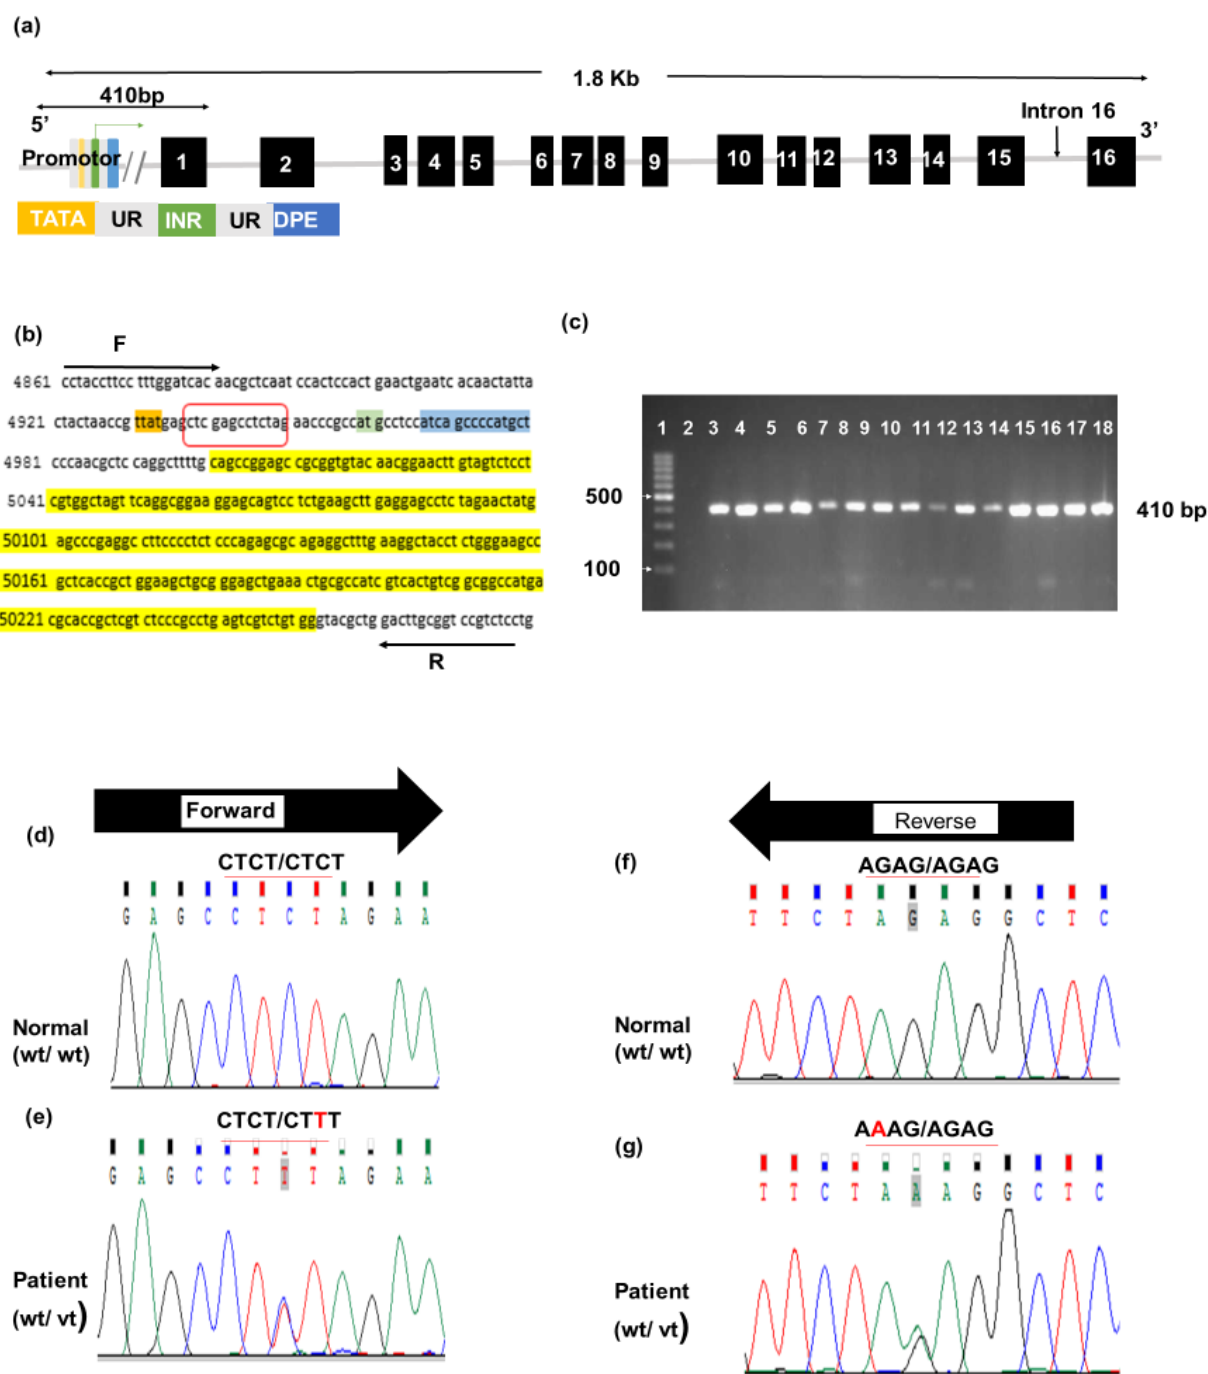 (a)
1.8 Kb
410bp
Intron 16
5’
3’
Promotor
1 2 3 4 5 6 7 8 9 10 11 12 13 14 15 16
TATA UR INR UR DPE
(b)
F
4861 cctaccttcc tttggatcac aacgctcaat ccactccact gaactgaatc acaactatta
4921 ctactaaccg ttatgagctc gagcctctag aacccgccat gcctccatca gccccatgct
4981 cccaacgctc caggcttttg cagccggagc cgcggtgtac aacggaactt gtagtctcct
5041 cgtggctagt tcaggcggaa ggagcagtcc tctgaagctt gaggagcctc tagaactatg
50101 agcccgaggc cttcccctct cccagagcgc agaggctttg aaggctacct ctgggaagcc
50161 gctcaccgct ggaagctgcg ggagctgaaa ctgcgccatc gtcactgtcg gcggccatga
50221 cgcaccgctcgt ctcccgcctg agtcgtctgt gggtacgctg gacttgcggt ccgtctcctg
R
(c)
1 2 3 4 5 6 7 8 9 10 11 12 13 14 15 16 17 18
500
100
410 bp
Forward
(d)
CTCT/CTCT
G A G C C T C T A G A A
Normal
(wt/ wt)
(e)
CTCT/CTTT
G A G C C T T T A G A A
Patient
(wt/ vt)
Reverse
(f)
AGAG/AGAG
T T C T A G A G G C T C
Normal
(wt/ wt)
(g)
AAAG/AGAG
T T C T A A A G G C T C
Patient
(wt/ vt)